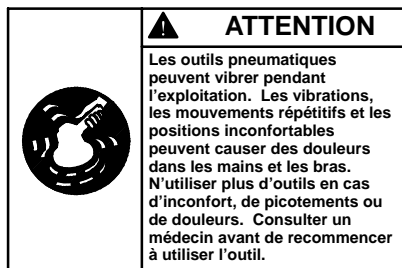 ATTENTION
Les outils pneumatiques
peuvent vibrer pendant
l'exploitation. Les vibrations,
les mouvements répétitifs et les
positions inconfortables
peuvent causer des douleurs
dans les mains et les bras.
N'utiliser plus d'outils en cas
d'inconfort, de picotements ou
de douleurs. Consulter un
médecin avant de recommencer
à utiliser l'outil.